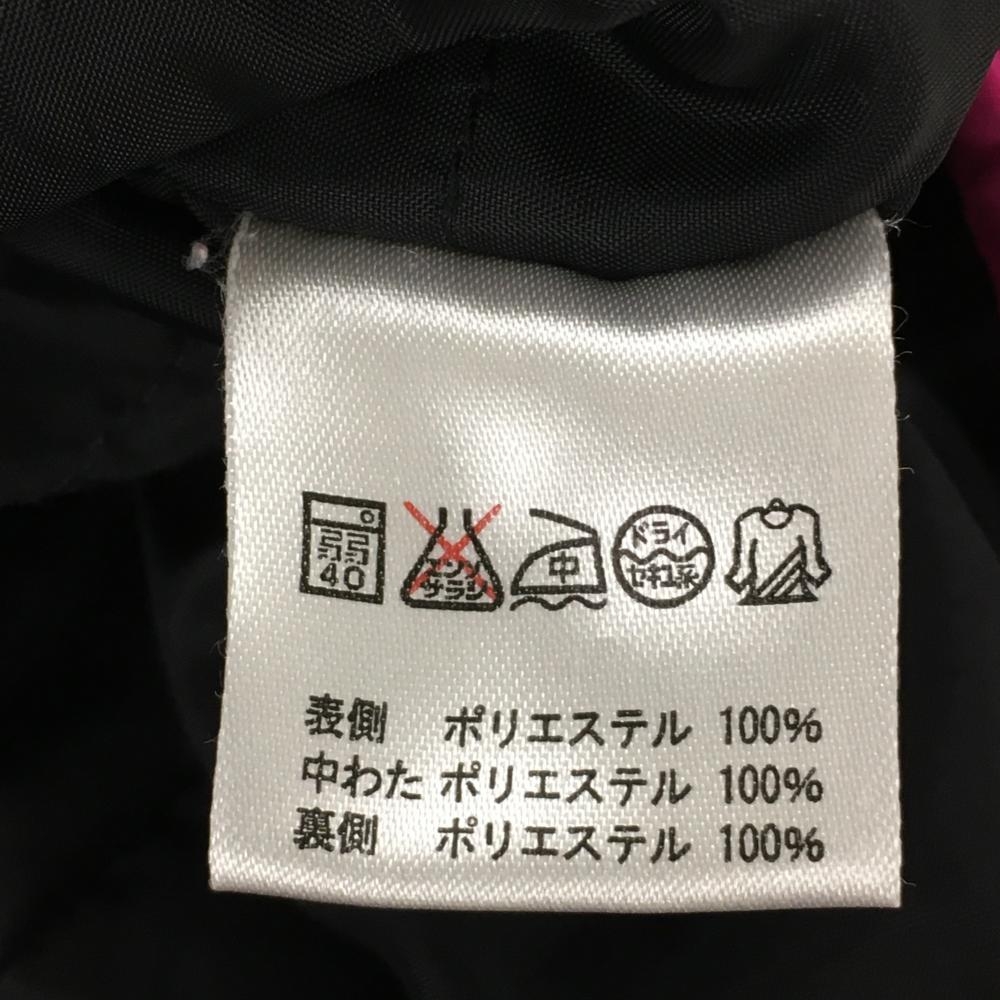 弱
40
エンソ
サラシ
中
ドライ
セキユ系
表側 ポリエステル 100%
中わた ポリエステル 100%
裏側 ポリエステル 100%